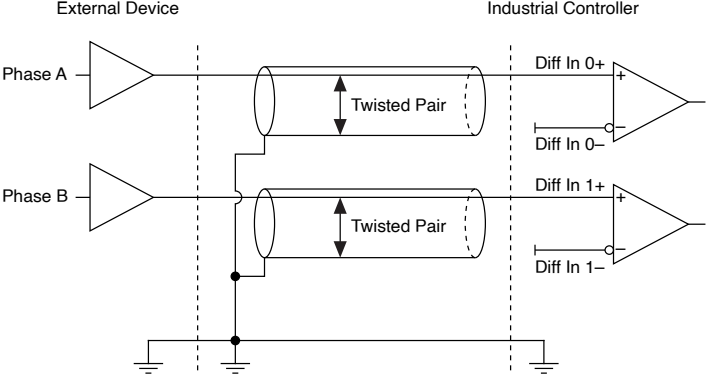 External Device
Industrial Controller
Phase A
Diff In 0+
+
Twisted Pair
–
Diff In 0–
Phase B
Diff In 1+
+
Twisted Pair
–
Diff In 1–